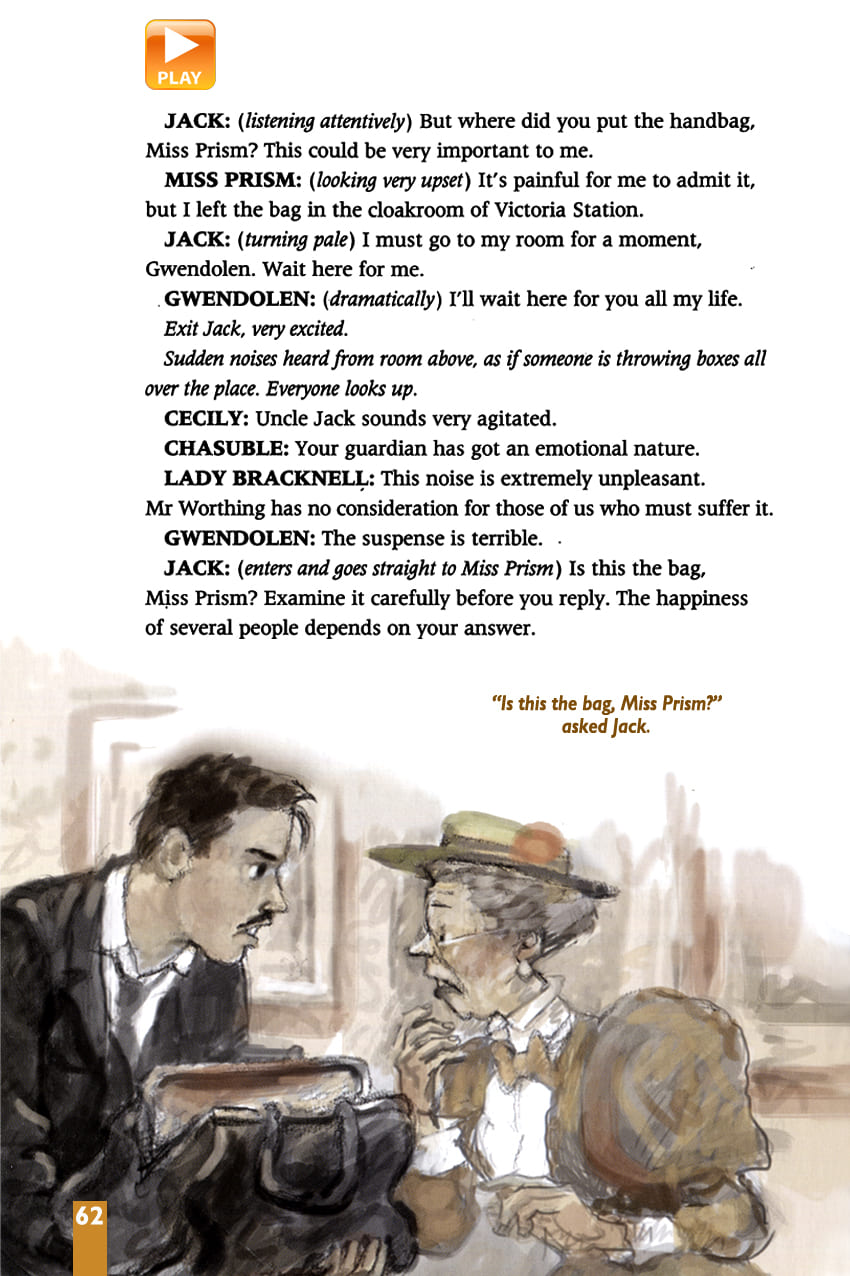 PLAY
JACK: (listening attentively) But where did you put the handbag,
Miss Prism? This could be very important to me.
MISS PRISM: (looking very upset) It's painful for me to admit it,
but I left the bag in the cloakroom of Victoria Station.
JACK: (turning pale) I must go to my room for a moment,
Gwendolen. Wait here for me.
GWENDOLEN: (dramatically) I'll wait here for you all my life.
Exit Jack, very excited.
Sudden noises heard from room above, as if someone is throwing boxes all
over the place. Everyone looks up.
CECILY: Uncle Jack sounds very agitated.
CHASUBLE: Your guardian has got an emotional nature.
LADY BRACKNELL: This noise is extremely unpleasant.
Mr Worthing has no consideration for those of us who must suffer it.
GWENDOLEN: The suspense is terrible.
JACK: (enters and goes straight to Miss Prism) Is this the bag,
Miss Prism? Examine it carefully before you reply. The happiness
of several people depends on your answer.
"Is this the bag, Miss Prism?"
asked Jack.
62